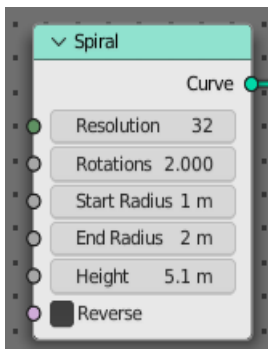 Spiral
Curve
Resolution 32
Rotations 2.000
Start Radius 1 m
End Radius 2 m
Height 5.1 m
Reverse